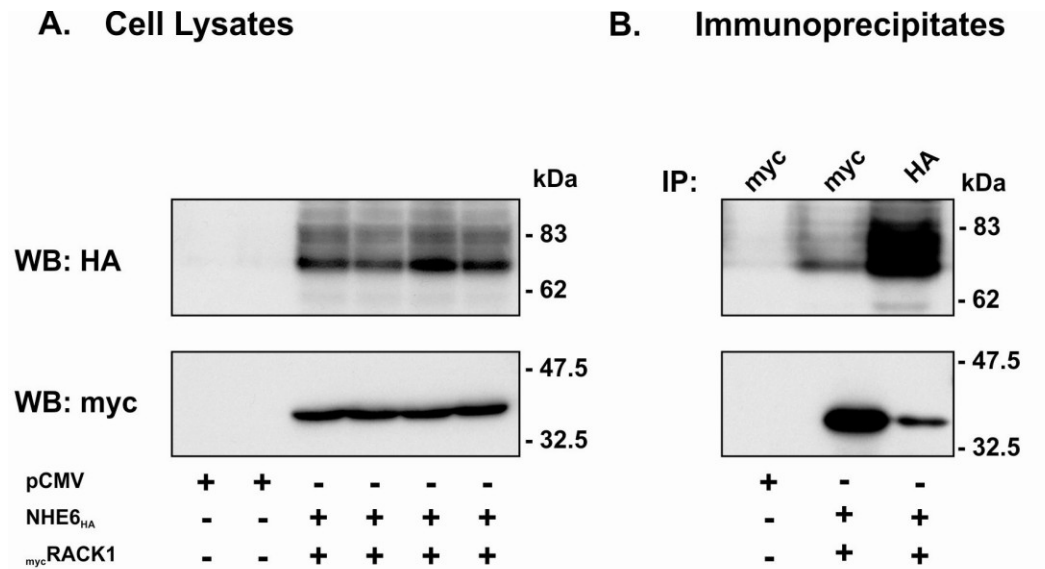 A. Cell Lysates
B. Immunoprecipitates
IP: myc myc HA
kDa
kDa
WB: HA
- 83
- 62
- 83
- 62
WB: myc
- 47.5
- 32.5
- 47.5
- 32.5
pCMV + + - - - - + - -
NHE6HA - - + + + + - + +
mycRACK1 - - + + + + - + +